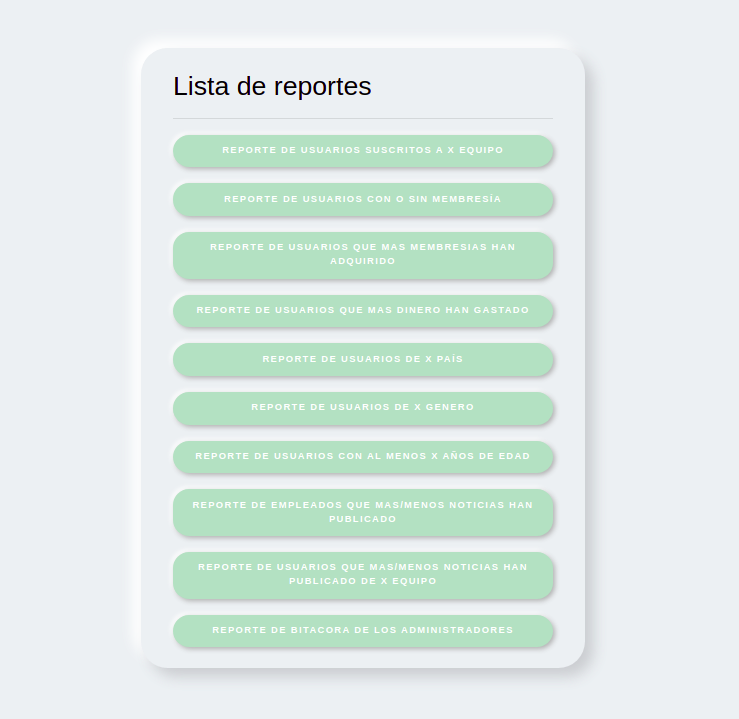 Lista de reportes
REPORTE DE USUARIOS SUSCRITOS A X EQUIPO
REPORTE DE USUARIOS CON O SIN MEMBRESÍA
REPORTE DE USUARIOS QUE MAS MEMBRESIAS HAN
ADQUIRIDO
REPORTE DE USUARIOS QUE MAS DINERO HAN GASTADO
REPORTE DE USUARIOS DE X PAÍS
REPORTE DE USUARIOS DE X GENERO
REPORTE DE USUARIOS CON AL MENOS X AÑOS DE EDAD
REPORTE DE EMPLEADOS QUE MAS/MENOS NOTICIAS HAN
PUBLICADO
REPORTE DE USUARIOS QUE MAS/MENOS NOTICIAS HAN
PUBLICADO DE X EQUIPO
REPORTE DE BITACORA DE LOS ADMINISTRADORES